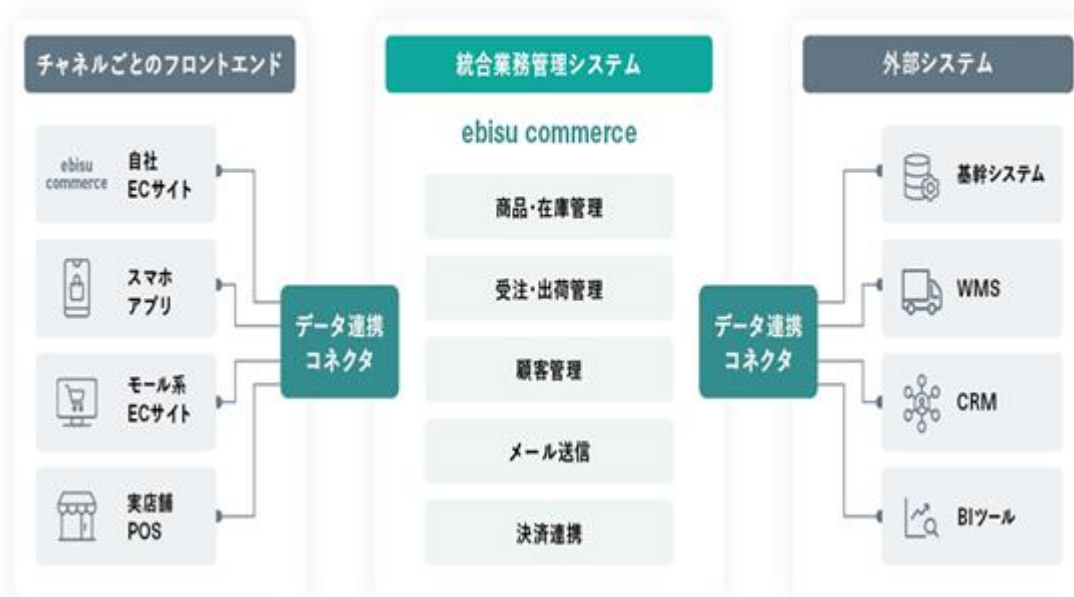 チャネルごとのフロントエンド
ebisu
commerce
自社
ECサイト
スマホ
アプリ
モール系
ECサイト
実店舗
POS
データ連携
コネクタ
統合業務管理システム
ebisu commerce
商品・在庫管理
受注・出荷管理
顧客管理
メール送信
決済連携
データ連携
コネクタ
外部システム
基幹システム
WMS
CRM
BIツール